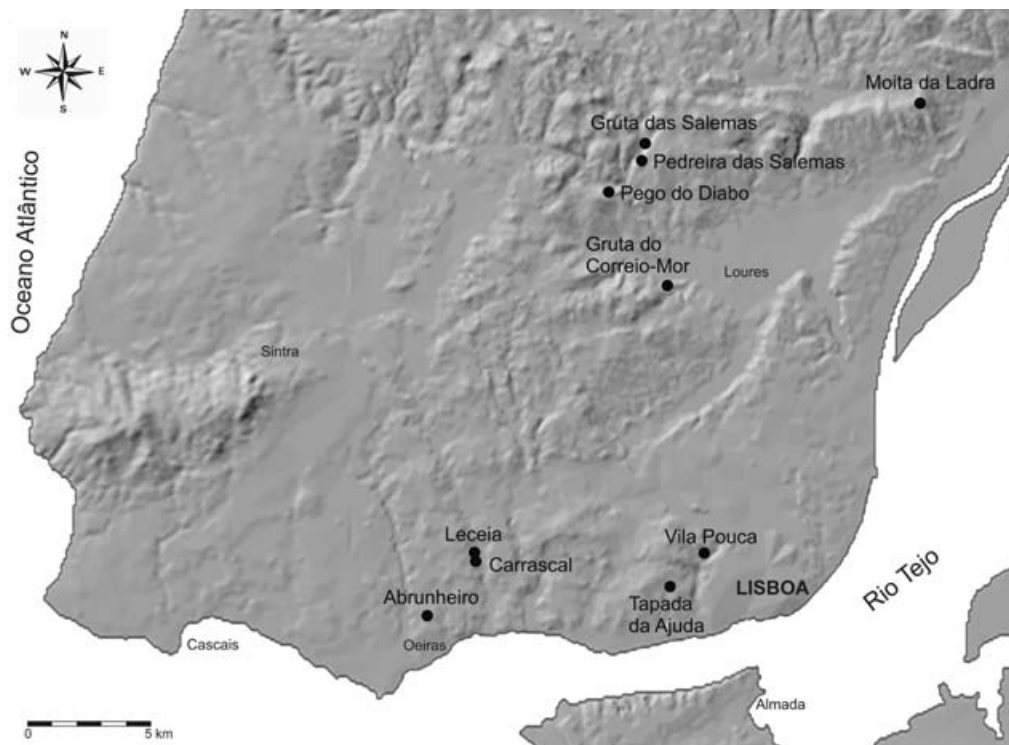 N
W E
S
Oceano Atlântico
Moita da Ladra
Gruta das Salemas
Pedreira das Salemas
Pego do Diabo
Gruta do
Correio-Mor
Loures
Sintra
Leceia
Carrascal
Vila Pouca
Abrunheiro
Tapada
da Ajuda
LISBOA
Rio Tejo
Cascais
Oeiras
Almada
0 5 km